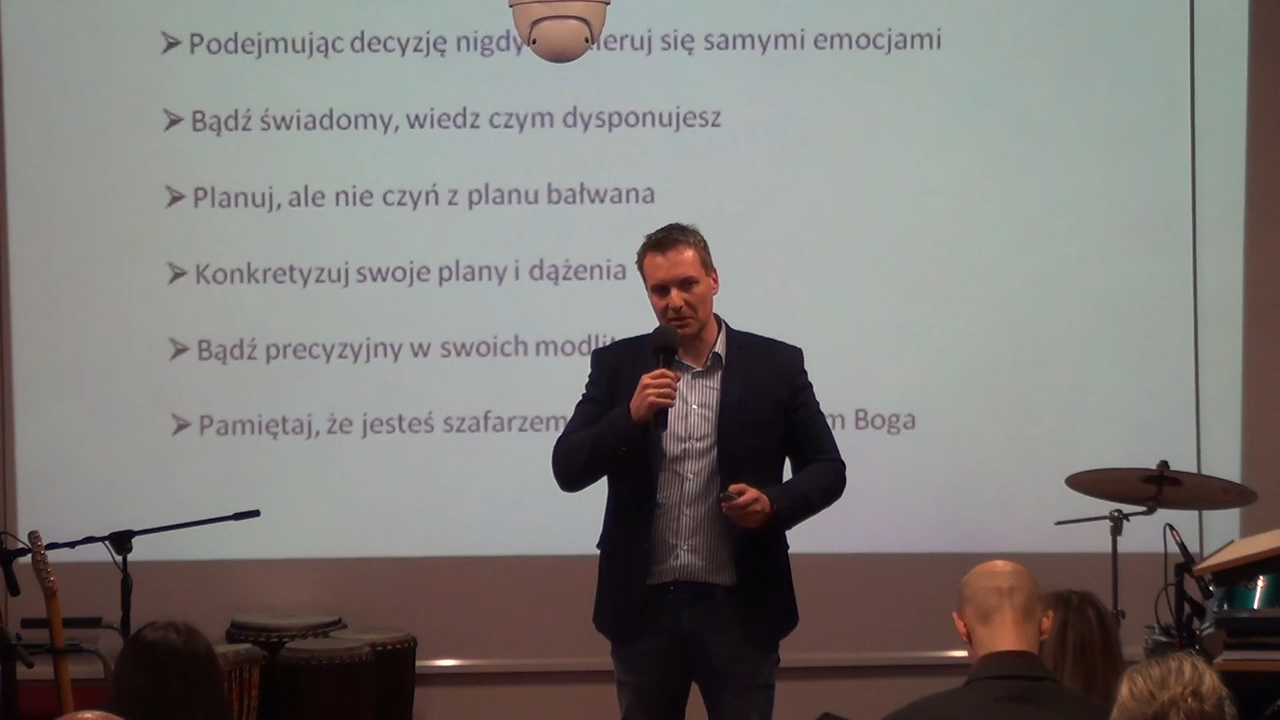 ➤ Podejmując decyzję nigdy ieruj się samymi emocjami
➤ Bądź świadomy, wiedz czym dysponujesz
➤ Planuj, ale nie czyń z planu bałwana
➤ Konkretyzuj swoje plany i dążenia
➤ Bądź precyzyjny w swoich
➤ Pamiętaj, że jesteś szafarzem Boga